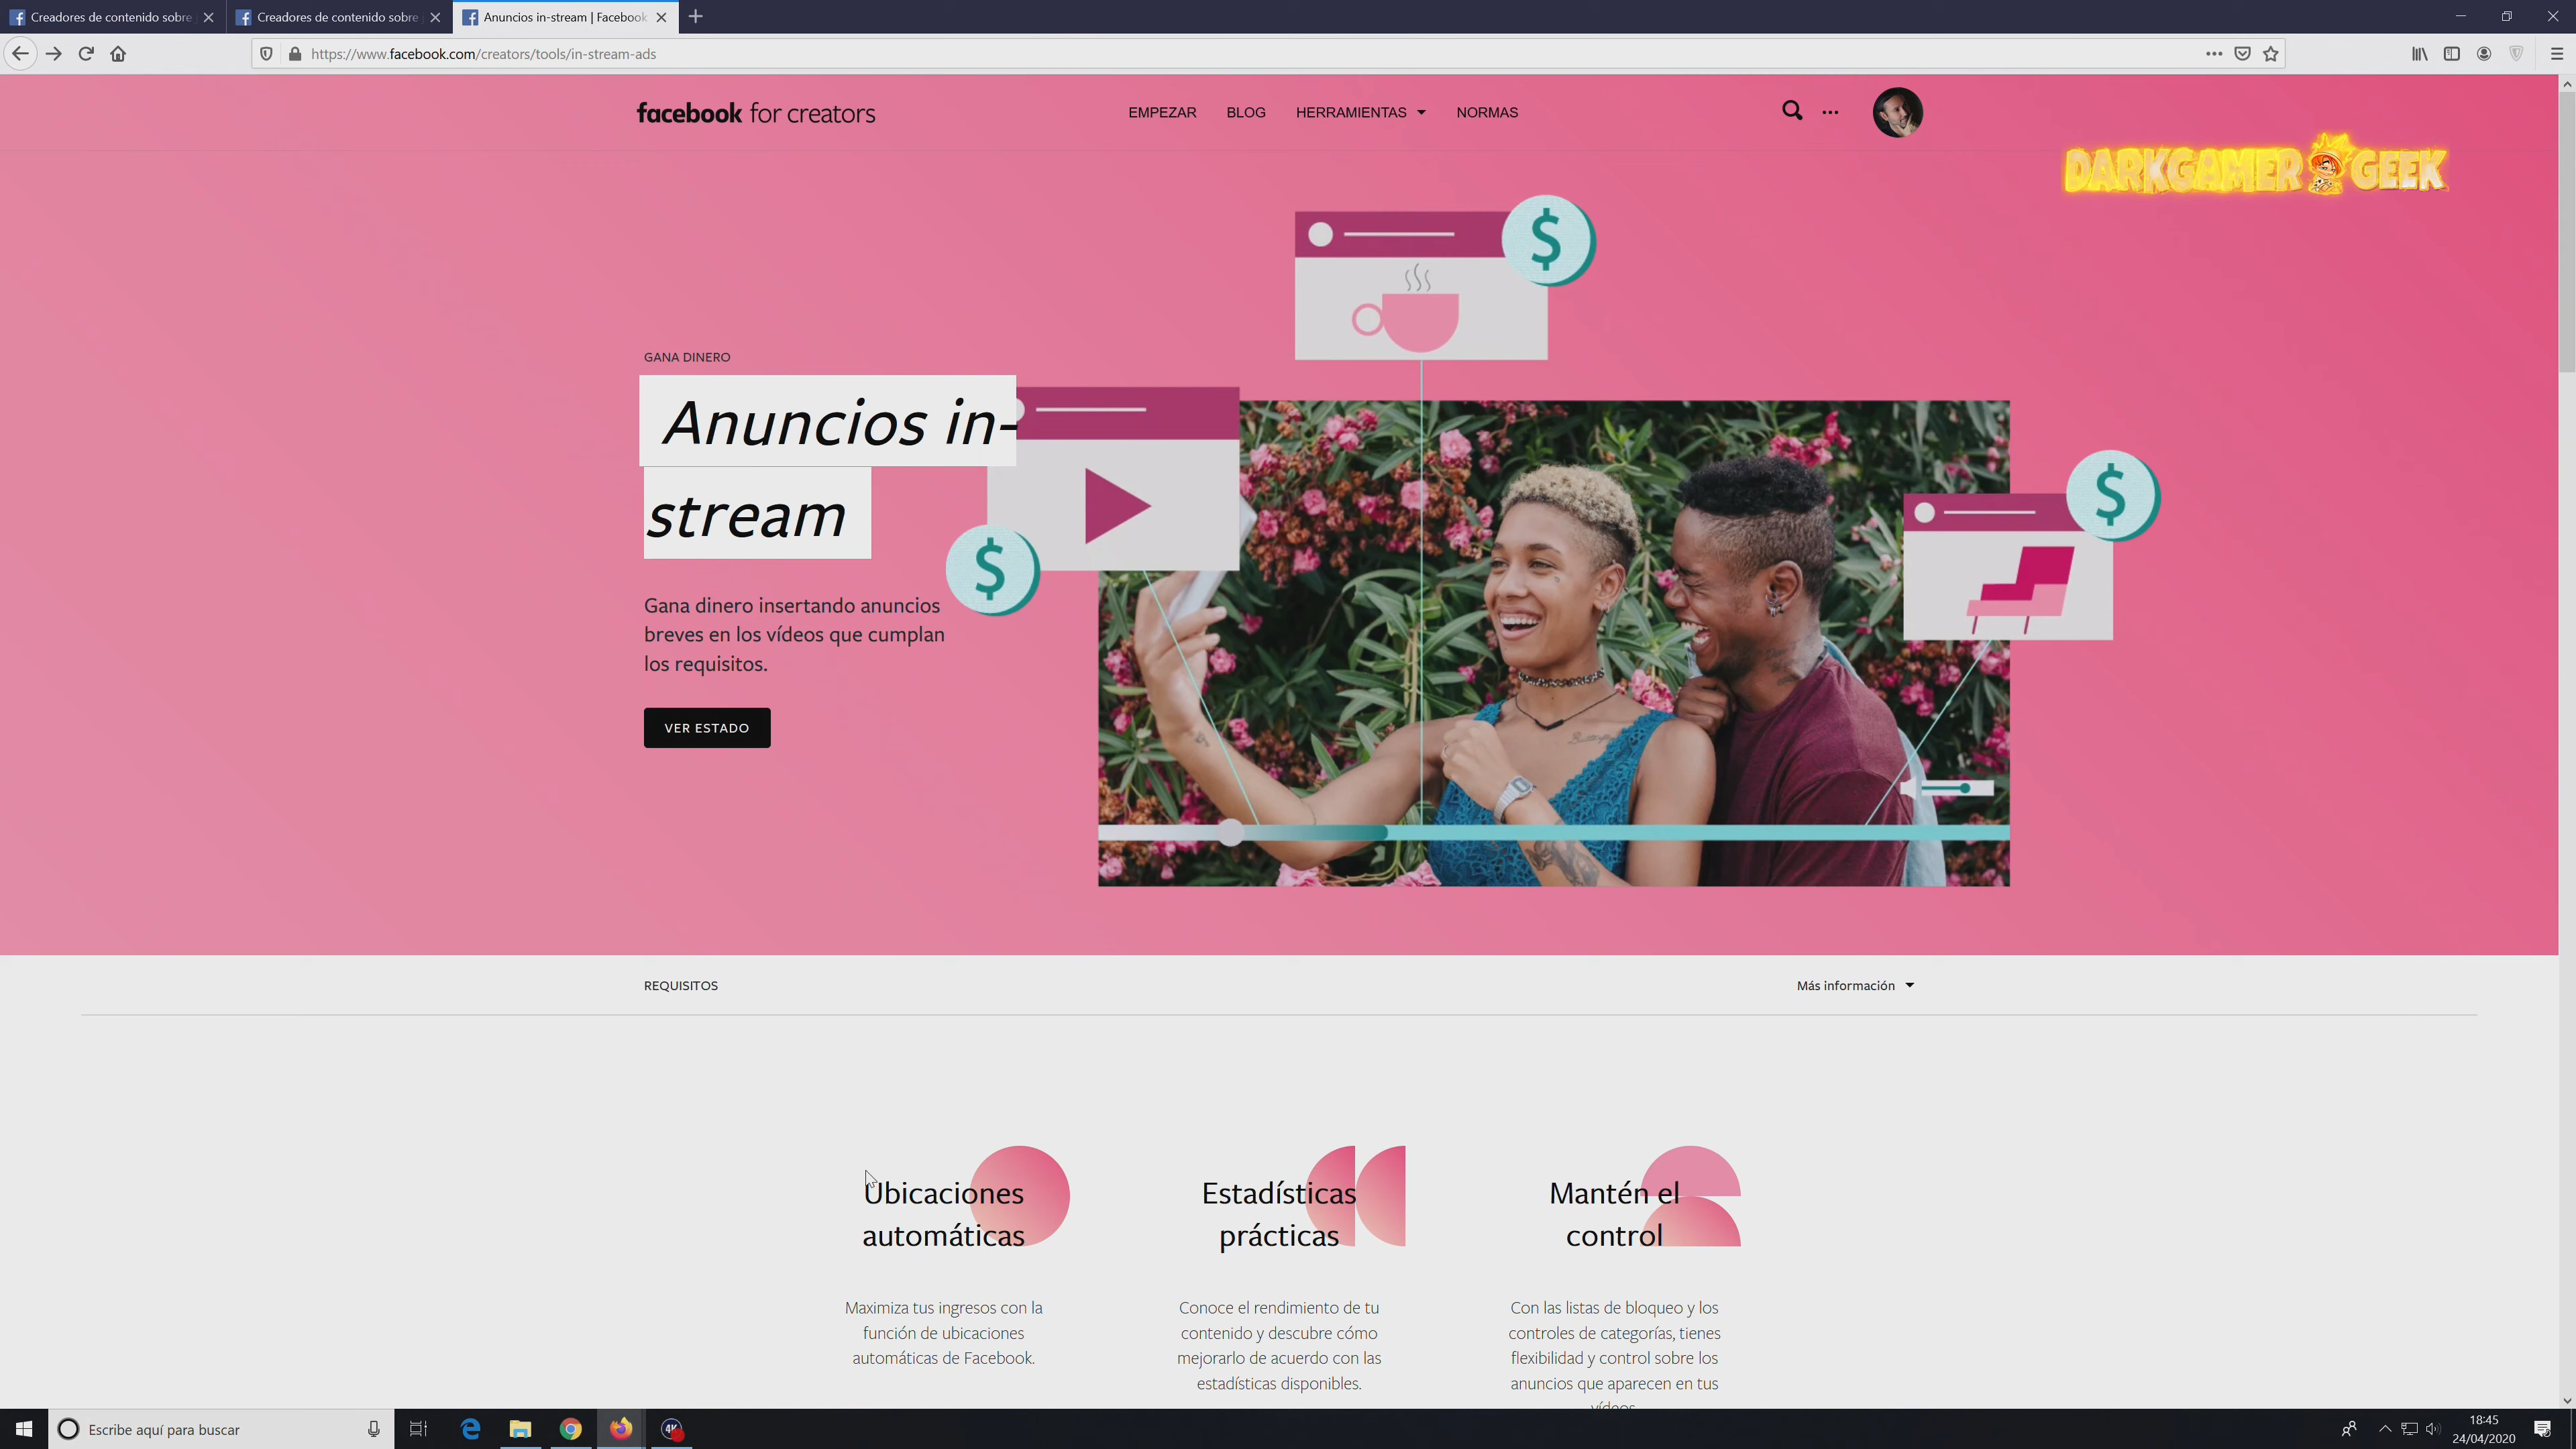 Creadores de contenido sobre
Creadores de contenido sobre
Anuncios in-stream | Facebook
https://www.facebook.com/creators/tools/in-stream-ads
facebook for creators
EMPEZAR
BLOG
HERRAMIENTAS
NORMAS
DARKGAMER GEEK
$
GANA DINERO
Anuncios in-
stream
$
$
Gana dinero insertando anuncios
breves en los vídeos que cumplan
los requisitos.
VER ESTADO
REQUISITOS
Más información
Ubicaciones
automáticas
Maximiza tus ingresos con la
función de ubicaciones
automáticas de Facebook.
Estadísticas
prácticas
Conoce el rendimiento de tu
contenido y descubre cómo
mejorarlo de acuerdo con las
estadísticas disponibles.
Mantén el
control
Con las listas de bloqueo y los
controles de categorías, tienes
flexibilidad y control sobre los
anuncios que aparecen en tus
vídeos
Escribe aquí para buscar
4K
18:45
24/04/2020